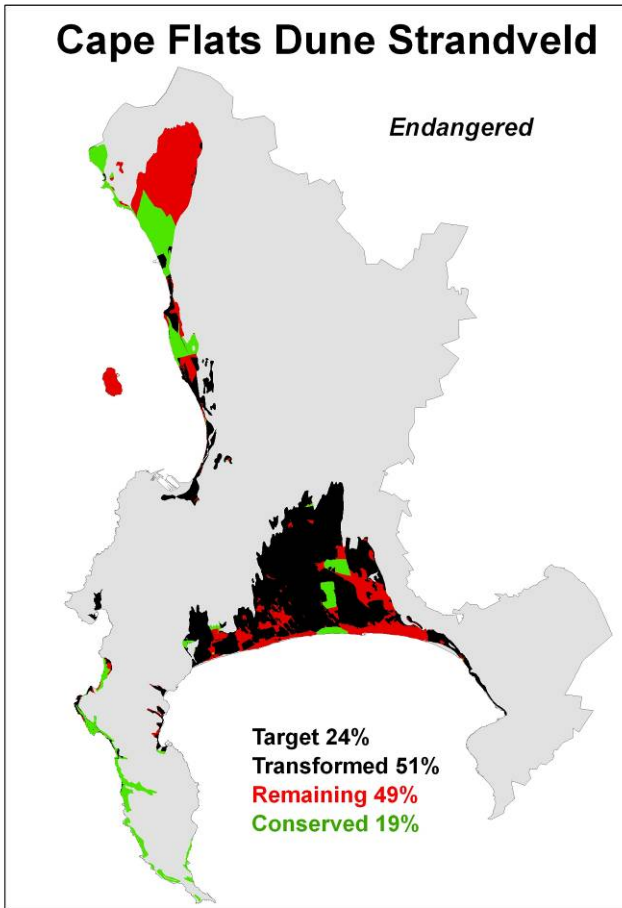 Cape Flats Dune Strandveld
Endangered
Target 24%
Transformed 51%
Remaining 49%
Conserved 19%